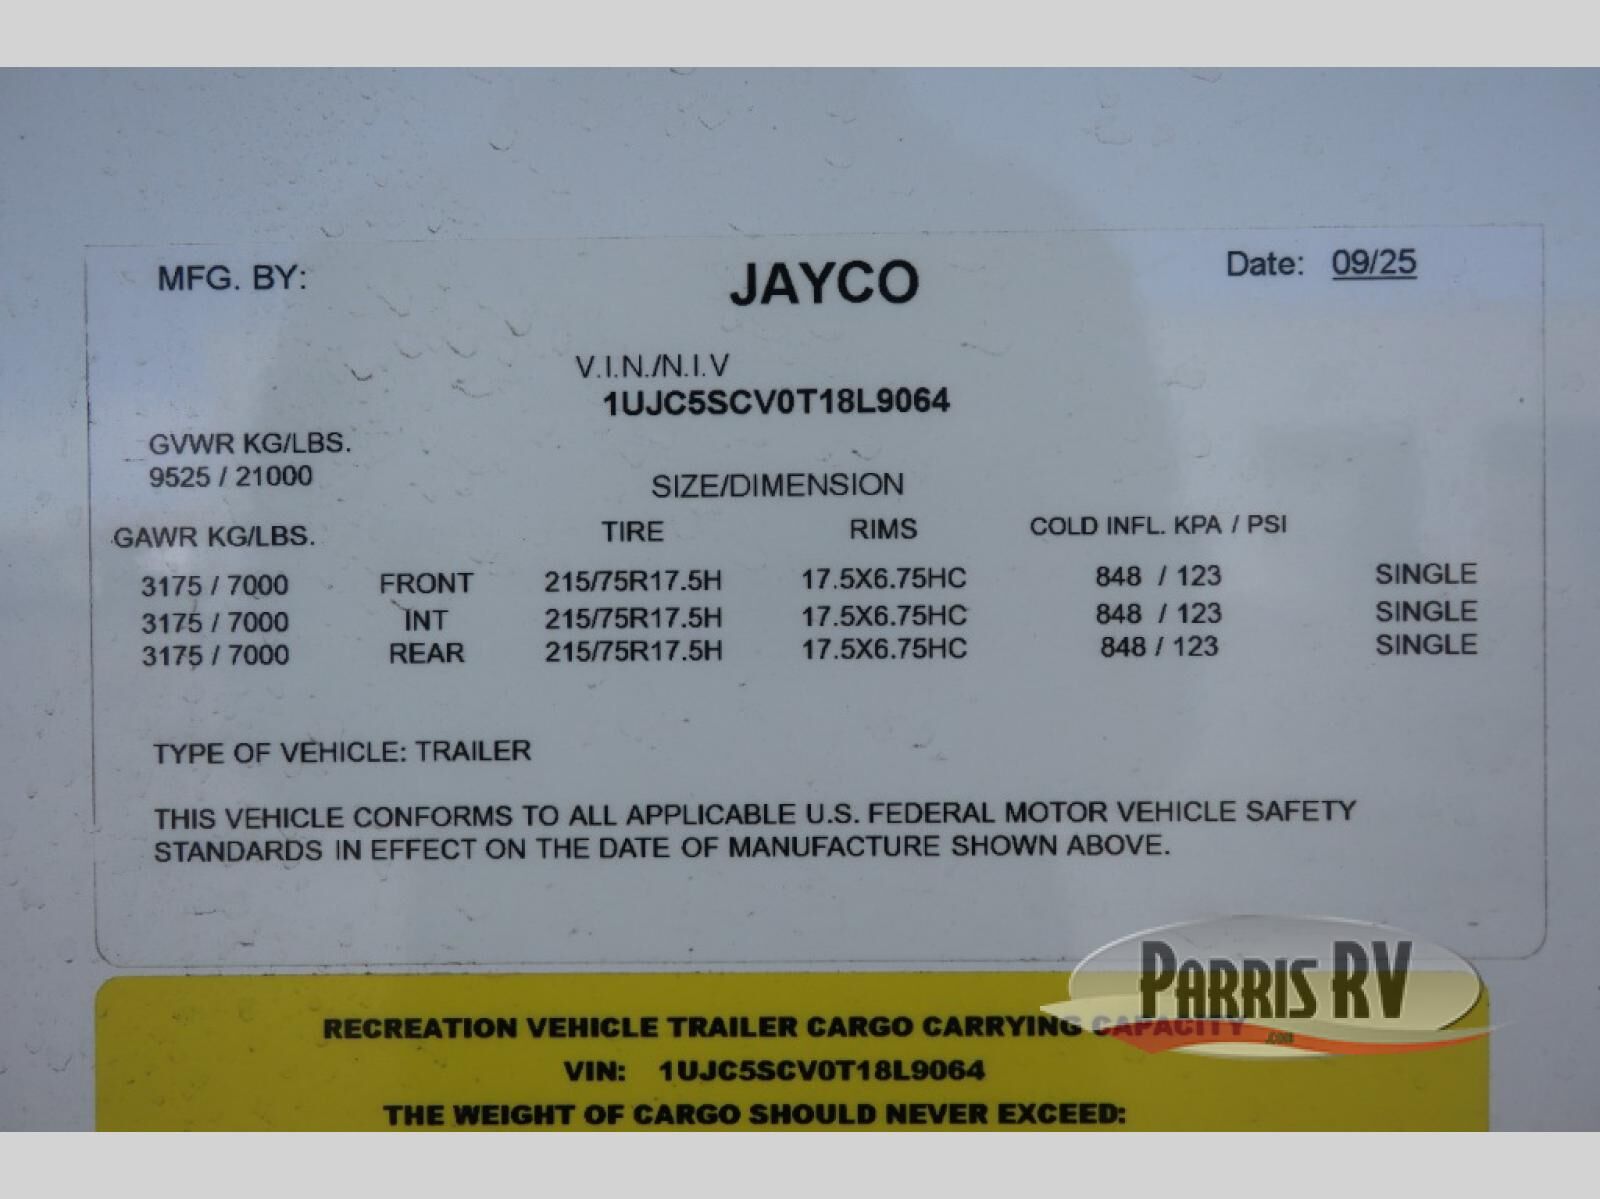 MFG. BY: JAYCO Date: 09/25
V.I.N./N.I.V
1UJC5SCV0T18L9064
GVWR KG/LBS.
9525 / 21000
SIZE/DIMENSION
GAWR KG/LBS. TIRE RIMS COLD INFL. KPA / PSI
3175 / 7000 FRONT 215/75R17.5H 17.5X6.75HC 848 / 123 SINGLE
3175 / 7000 INT 215/75R17.5H 17.5X6.75HC 848 / 123 SINGLE
3175 / 7000 REAR 215/75R17.5H 17.5X6.75HC 848 / 123 SINGLE
TYPE OF VEHICLE: TRAILER
THIS VEHICLE CONFORMS TO ALL APPLICABLE U.S. FEDERAL MOTOR VEHICLE SAFETY
STANDARDS IN EFFECT ON THE DATE OF MANUFACTURE SHOWN ABOVE.
PARRIS RV
.COM
RECREATION VEHICLE TRAILER CARGO CARRYING CAPACITY
VIN: 1UJC5SCV0T18L9064
THE WEIGHT OF CARGO SHOULD NEVER EXCEED: